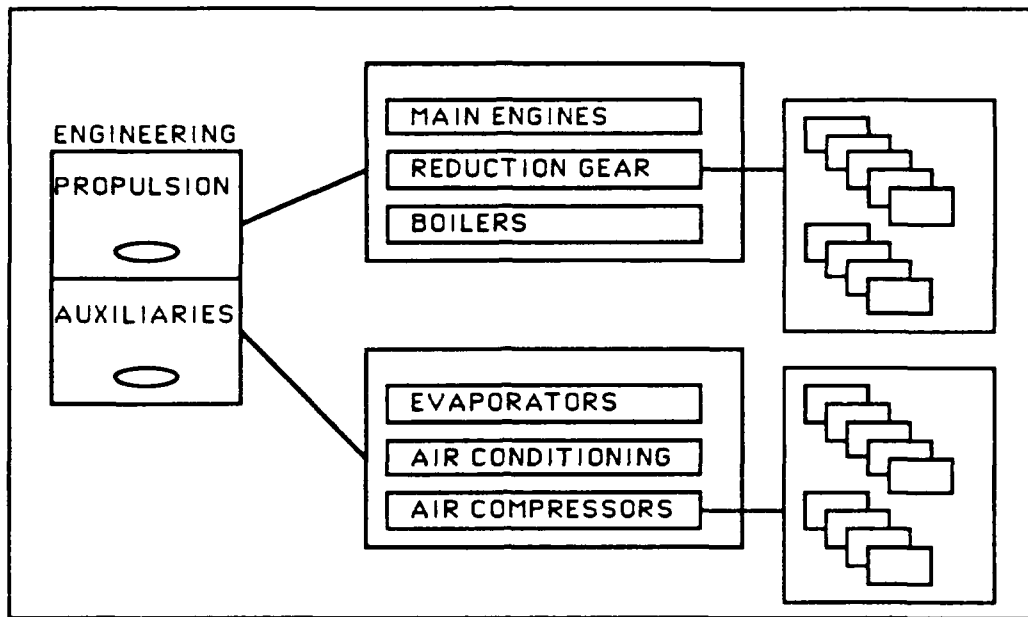 ENGINEERING
PROPULSION
AUXILIARIES
MAIN ENGINES
REDUCTION GEAR
BOILERS
EVAPORATORS
AIR CONDITIONING
AIR COMPRESSORS